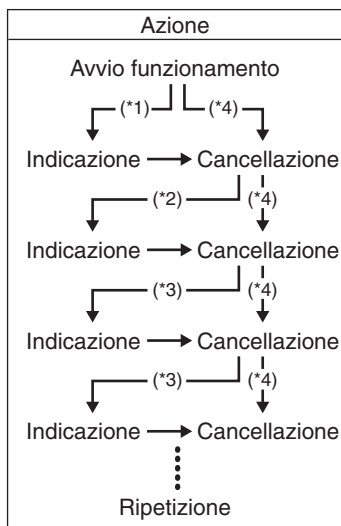 Azione
Avvio funzionamento
(*1) (*4)
Indicazione Cancellazione
(*2) (*4)
Indicazione Cancellazione
(*3) (*4)
Indicazione Cancellazione
(*3) (*4)
Indicazione Cancellazione
Ripetizione